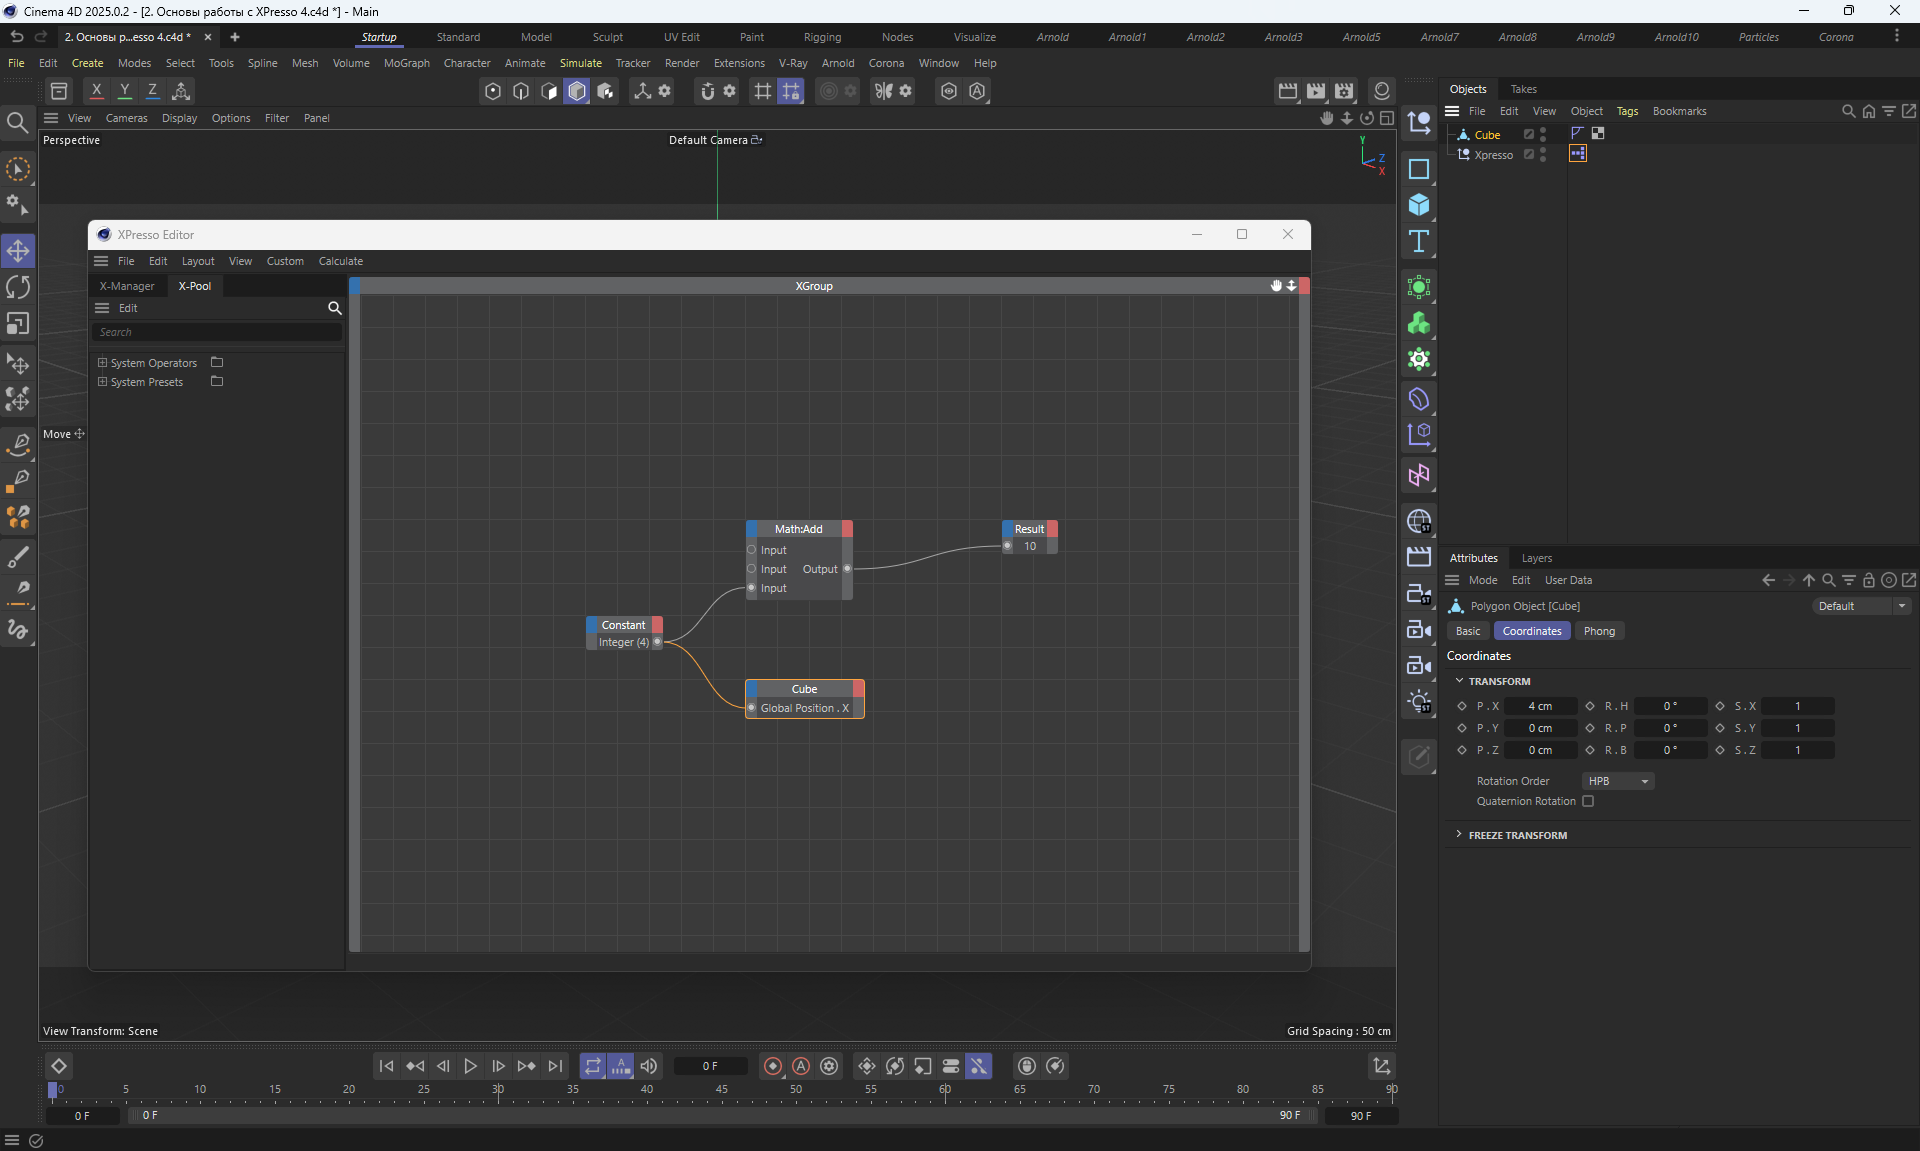 Cinema 4D 2025.0.2 - [2. Основы работы с XPresso 4.c4d *] - Main
2. Основы р...esso 4.c4d * × +
Startup Standard Model Sculpt UV Edit Paint Rigging Nodes Visualize Arnold Arnold1 Arnold2 Arnold3 Arnold5 Arnold7 Arnold8 Arnold9 Arnold10 Particles Corona
File Edit Create Modes Select Tools Spline Mesh Volume MoGraph Character Animate Simulate Tracker Render Extensions V-Ray Arnold Corona Window Help
X Y Z
Objects Takes
View Cameras Display Options Filter Panel
File Edit View Object Tags Bookmarks
Perspective
Default Camera
Y
Z
X
Cube
Xpresso
XPresso Editor
File Edit Layout View Custom Calculate
X-Manager X-Pool
XGroup
Edit
Search
System Operators
System Presets
Move
Math:Add
Input
Input Output
Input
Result
10
Constant
Integer (4)
Cube
Global Position . X
Attributes Layers
Mode Edit User Data
Polygon Object [Cube]
Default
Basic Coordinates Phong
Coordinates
TRANSFORM
P . X 4 cm R . H 0 ° S . X 1
P . Y 0 cm R . P 0 ° S . Y 1
P . Z 0 cm R . B 0 ° S . Z 1
Rotation Order HPB
Quaternion Rotation
FREEZE TRANSFORM
View Transform: Scene
Grid Spacing : 50 cm
0 F
0 5 10 15 20 25 30 35 40 45 50 55 60 65 70 75 80 85 90
0 F 0 F 90 F 90 F